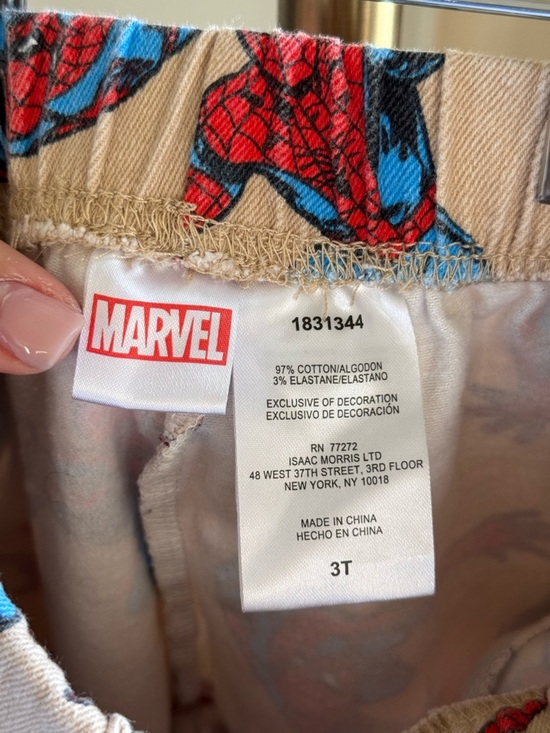 MARVEL
1831344
97% COTTON/ALGODON
3% ELASTANE/ELASTANO
EXCLUSIVE OF DECORATION
EXCLUSIVO DE DECORACIÓN
RN 77272
ISAAC MORRIS LTD
48 WEST 37TH STREET, 3RD FLOOR
NEW YORK, NY 10018
MADE IN CHINA
HECHO EN CHINA
3T